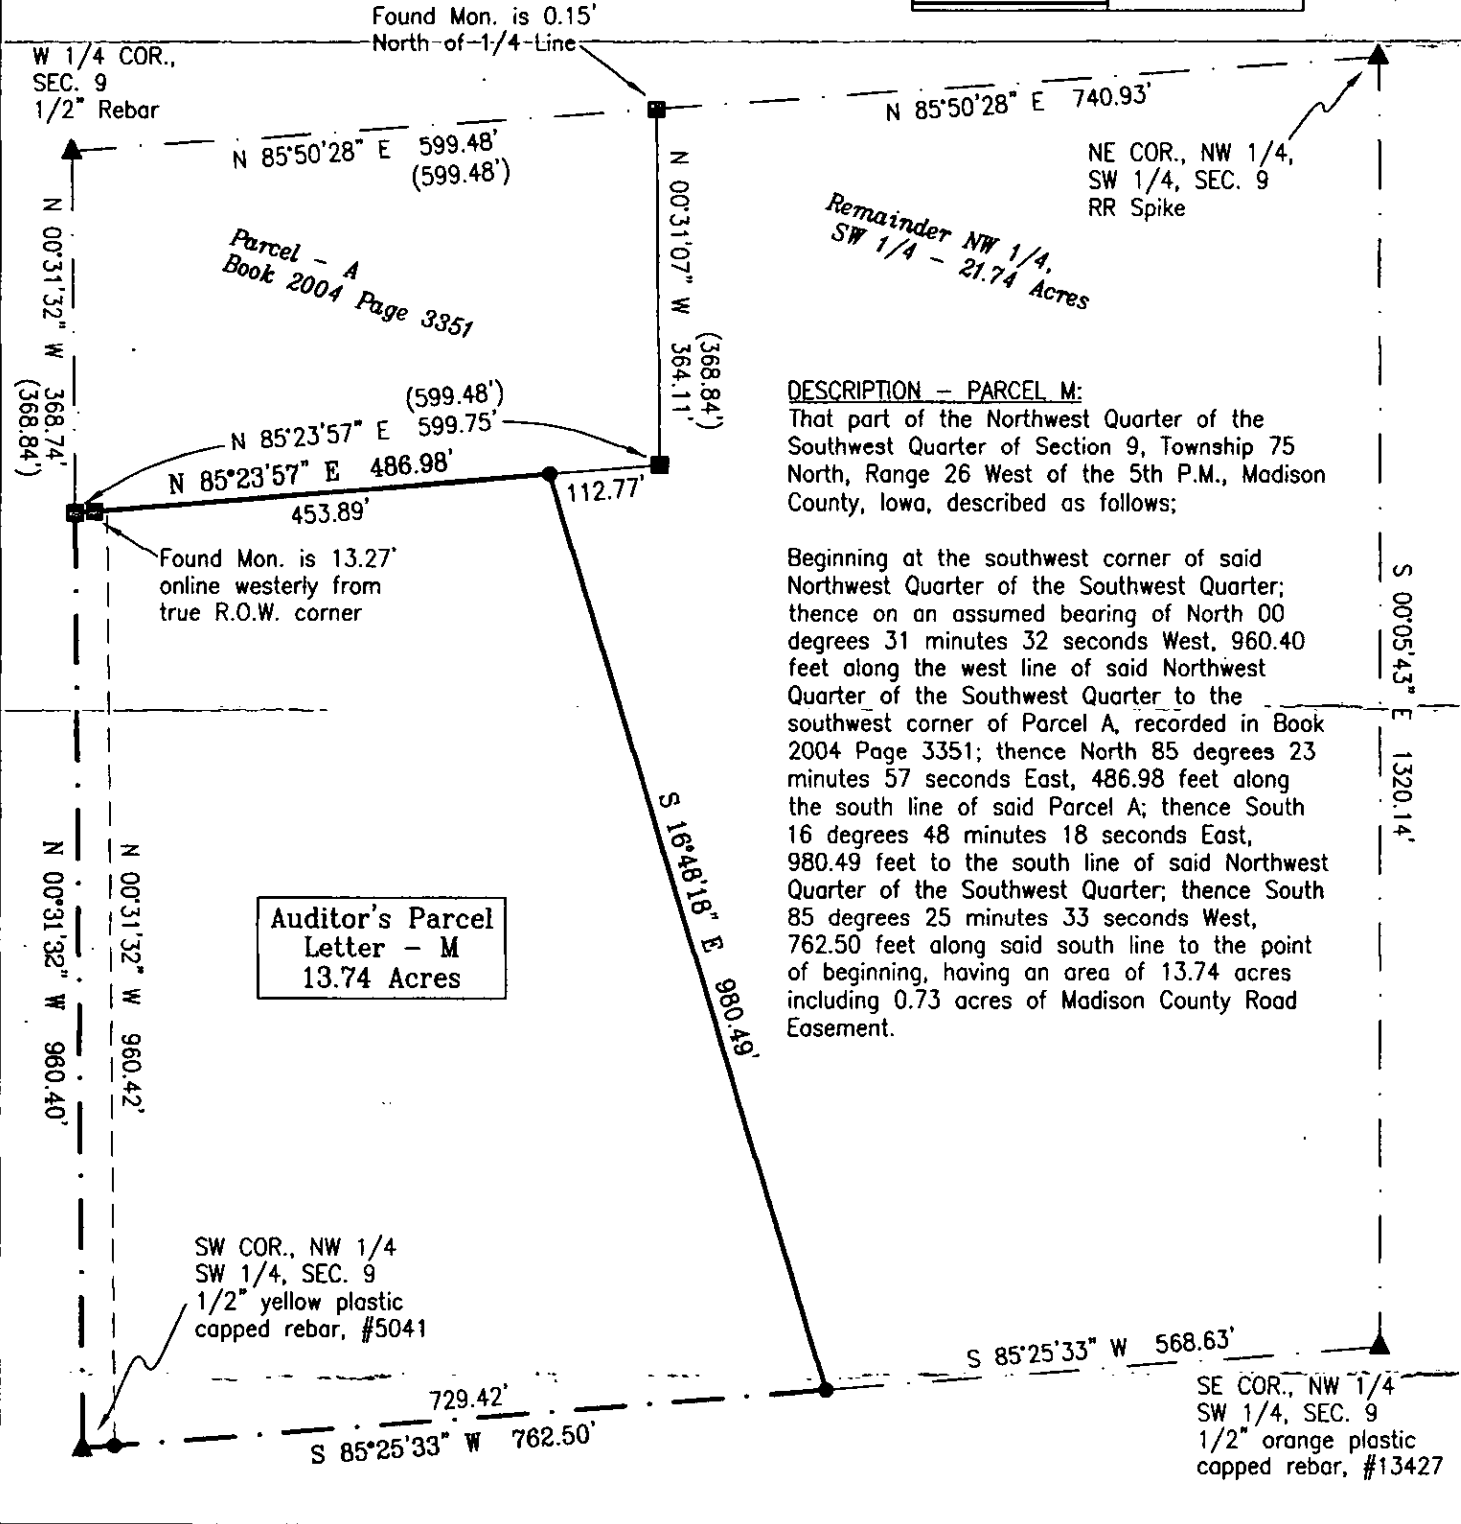 Found Mon. is 0.15'
North of 1/4 Line
W 1/4 COR.,
SEC. 9
1/2" Rebar
N 85°50'28" E 599.48'
(599.48')
N 85°50'28" E 740.93'
NE COR., NW 1/4,
SW 1/4, SEC. 9
RR Spike
N 00°31'32" W 368.74'
(368.84')
Parcel - A
Book 2004 Page 3351
N 00°31'07" W 364.11'
(368.84')
Remainder NW 1/4,
SW 1/4 - 21.74 Acres
(599.48')
N 85°23'57" E 599.75'
N 85°23'57" E 486.98'
453.89'
112.77'
Found Mon. is 13.27'
online westerly from
true R.O.W. corner
DESCRIPTION - PARCEL M:
That part of the Northwest Quarter of the
Southwest Quarter of Section 9, Township 75
North, Range 26 West of the 5th P.M., Madison
County, Iowa, described as follows;
Beginning at the southwest corner of said
Northwest Quarter of the Southwest Quarter;
thence on an assumed bearing of North 00
degrees 31 minutes 32 seconds West, 960.40
feet along the west line of said Northwest
Quarter of the Southwest Quarter to the
southwest corner of Parcel A, recorded in Book
2004 Page 3351; thence North 85 degrees 23
minutes 57 seconds East, 486.98 feet along
the south line of said Parcel A; thence South
16 degrees 48 minutes 18 seconds East,
980.49 feet to the south line of said Northwest
Quarter of the Southwest Quarter; thence South
85 degrees 25 minutes 33 seconds West,
762.50 feet along said south line to the point
of beginning, having an area of 13.74 acres
including 0.73 acres of Madison County Road
Easement.
S 00°05'43" E 1320.14'
N 00°31'32" W 960.40'
N 00°31'32" W 960.42'
Auditor's Parcel
Letter - M
13.74 Acres
S 16°48'18" E 980.49'
SW COR., NW 1/4
SW 1/4, SEC. 9
1/2" yellow plastic
capped rebar, #5041
729.42'
S 85°25'33" W 762.50'
S 85°25'33" W 568.63'
SE COR., NW 1/4
SW 1/4, SEC. 9
1/2" orange plastic
capped rebar, #13427